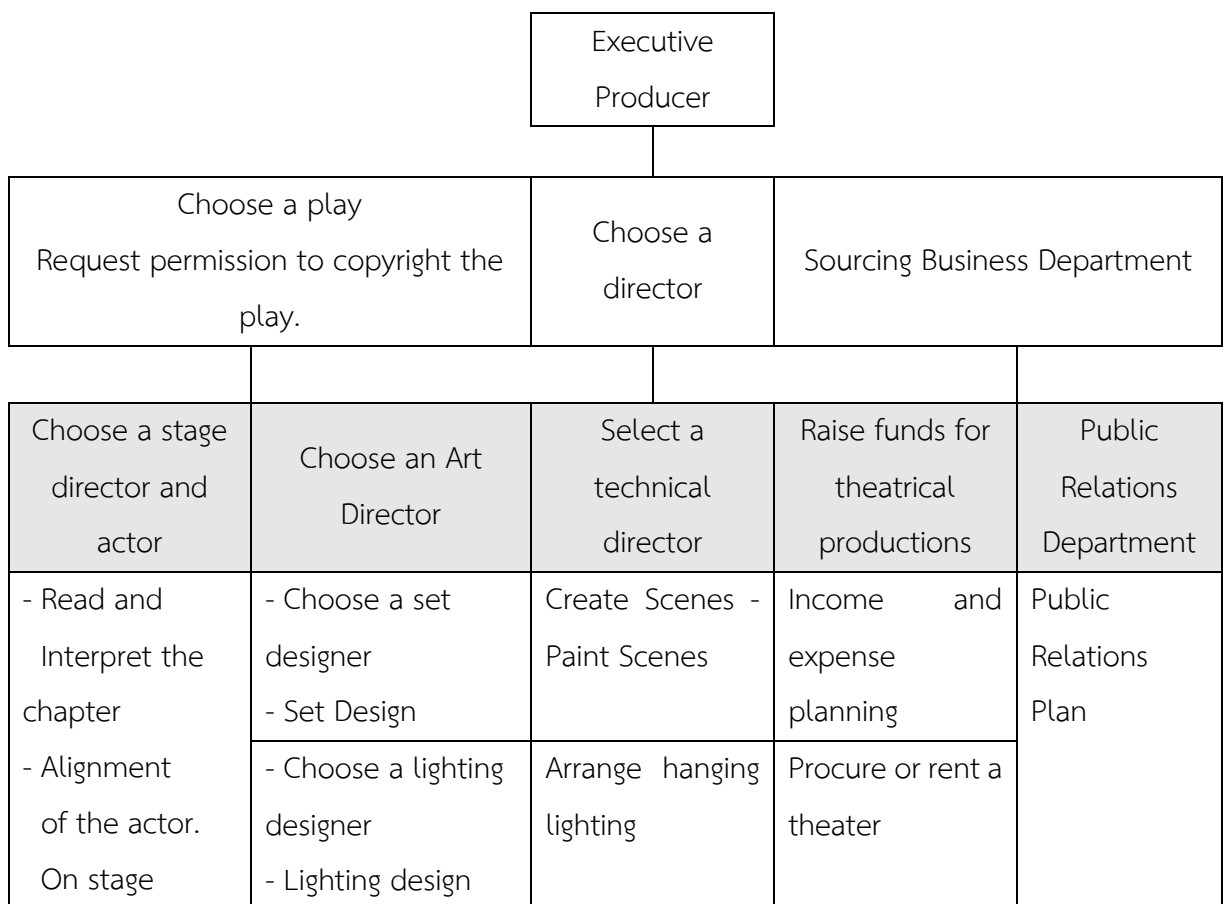 Executive
Producer
Choose a play
Request permission to copyright the
play.
Choose a
director
Sourcing Business Department
Choose a stage
director and
actor
Choose an Art
Director
Select a
technical
director
Raise funds for
theatrical
productions
Public
Relations
Department
- Read and
Interpret the
chapter
- Alignment
of the actor.
On stage
- Choose a set
designer
- Set Design
Create Scenes -
Paint Scenes
Income and
expense
planning
Public
Relations
Plan
- Choose a lighting
designer
- Lighting design
Arrange hanging
lighting
Procure or rent a
theater